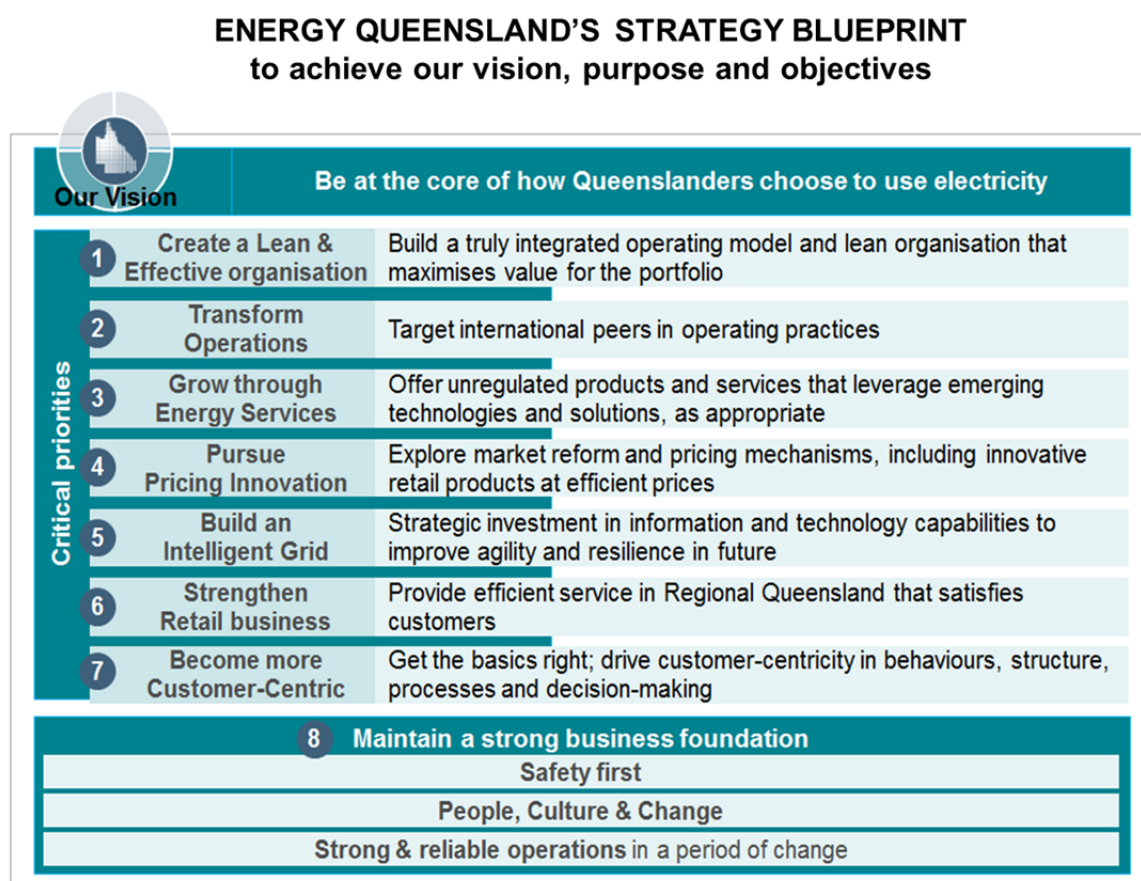 ENERGY QUEENSLAND'S STRATEGY BLUEPRINT
to achieve our vision, purpose and objectives
Our Vision
Be at the core of how Queenslanders choose to use electricity
Critical priorities
1
Create a Lean &
Effective organisation
Build a truly integrated operating model and lean organisation that
maximises value for the portfolio
2
Transform
Operations
Target international peers in operating practices
3
Grow through
Energy Services
Offer unregulated products and services that leverage emerging
technologies and solutions, as appropriate
4
Pursue
Pricing Innovation
Explore market reform and pricing mechanisms, including innovative
retail products at efficient prices
5
Build an
Intelligent Grid
Strategic investment in information and technology capabilities to
improve agility and resilience in future
6
Strengthen
Retail business
Provide efficient service in Regional Queensland that satisfies
customers
7
Become more
Customer-Centric
Get the basics right; drive customer-centricity in behaviours, structure,
processes and decision-making
8 Maintain a strong business foundation
Safety first
People, Culture & Change
Strong & reliable operations in a period of change